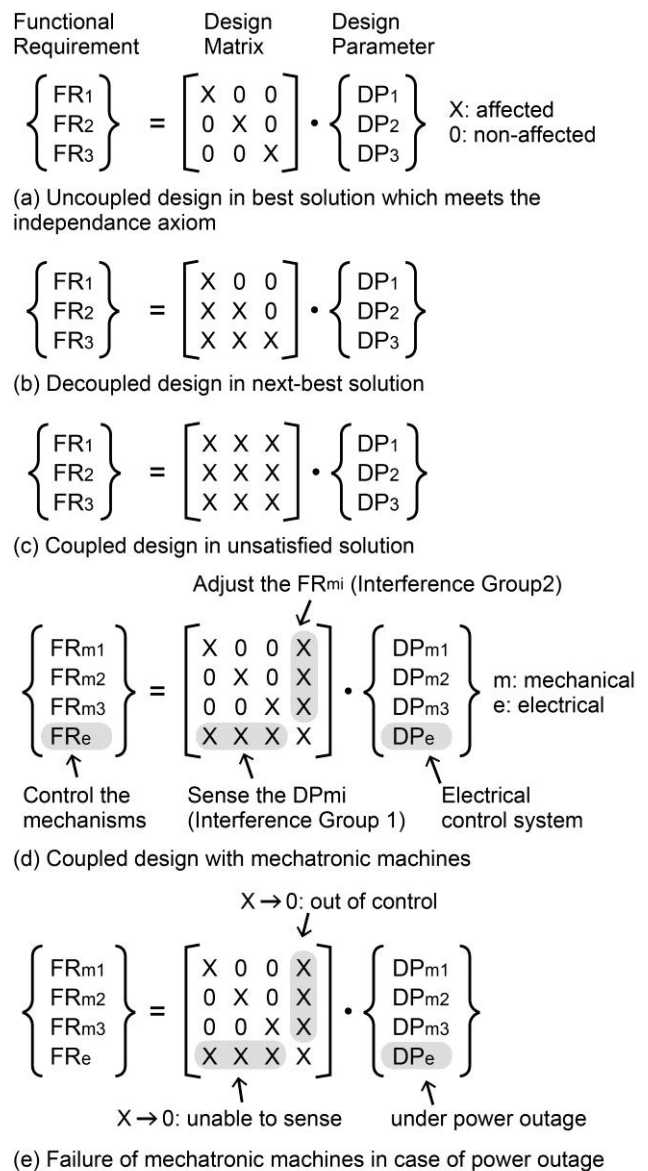 Functional Requirement Design Matrix Design Parameter
FR1 = X 0 0 • DP1
FR2 0 X 0 DP2
FR3 0 0 X DP3
X: affected
0: non-affected
(a) Uncoupled design in best solution which meets the
independance axiom
FR1 = X 0 0 • DP1
FR2 X X 0 DP2
FR3 X X X DP3
(b) Decoupled design in next-best solution
FR1 = X X X • DP1
FR2 X X X DP2
FR3 X X X DP3
(c) Coupled design in unsatisfied solution
Adjust the FRmi (Interference Group2)
FRm1 X 0 0 X DPm1
FRm2 = 0 X 0 X • DPm2
FRm3 0 0 X X DPm3
FRe X X X X DPe
m: mechanical
e: electrical
Control the
mechanisms
Sense the DPmi
(Interference Group 1)
Electrical
control system
(d) Coupled design with mechatronic machines
X → 0: out of control
FRm1 X 0 0 X DPm1
FRm2 = 0 X 0 X • DPm2
FRm3 0 0 X X DPm3
FRe X X X X DPe
X → 0: unable to sense
under power outage
(e) Failure of mechatronic machines in case of power outage